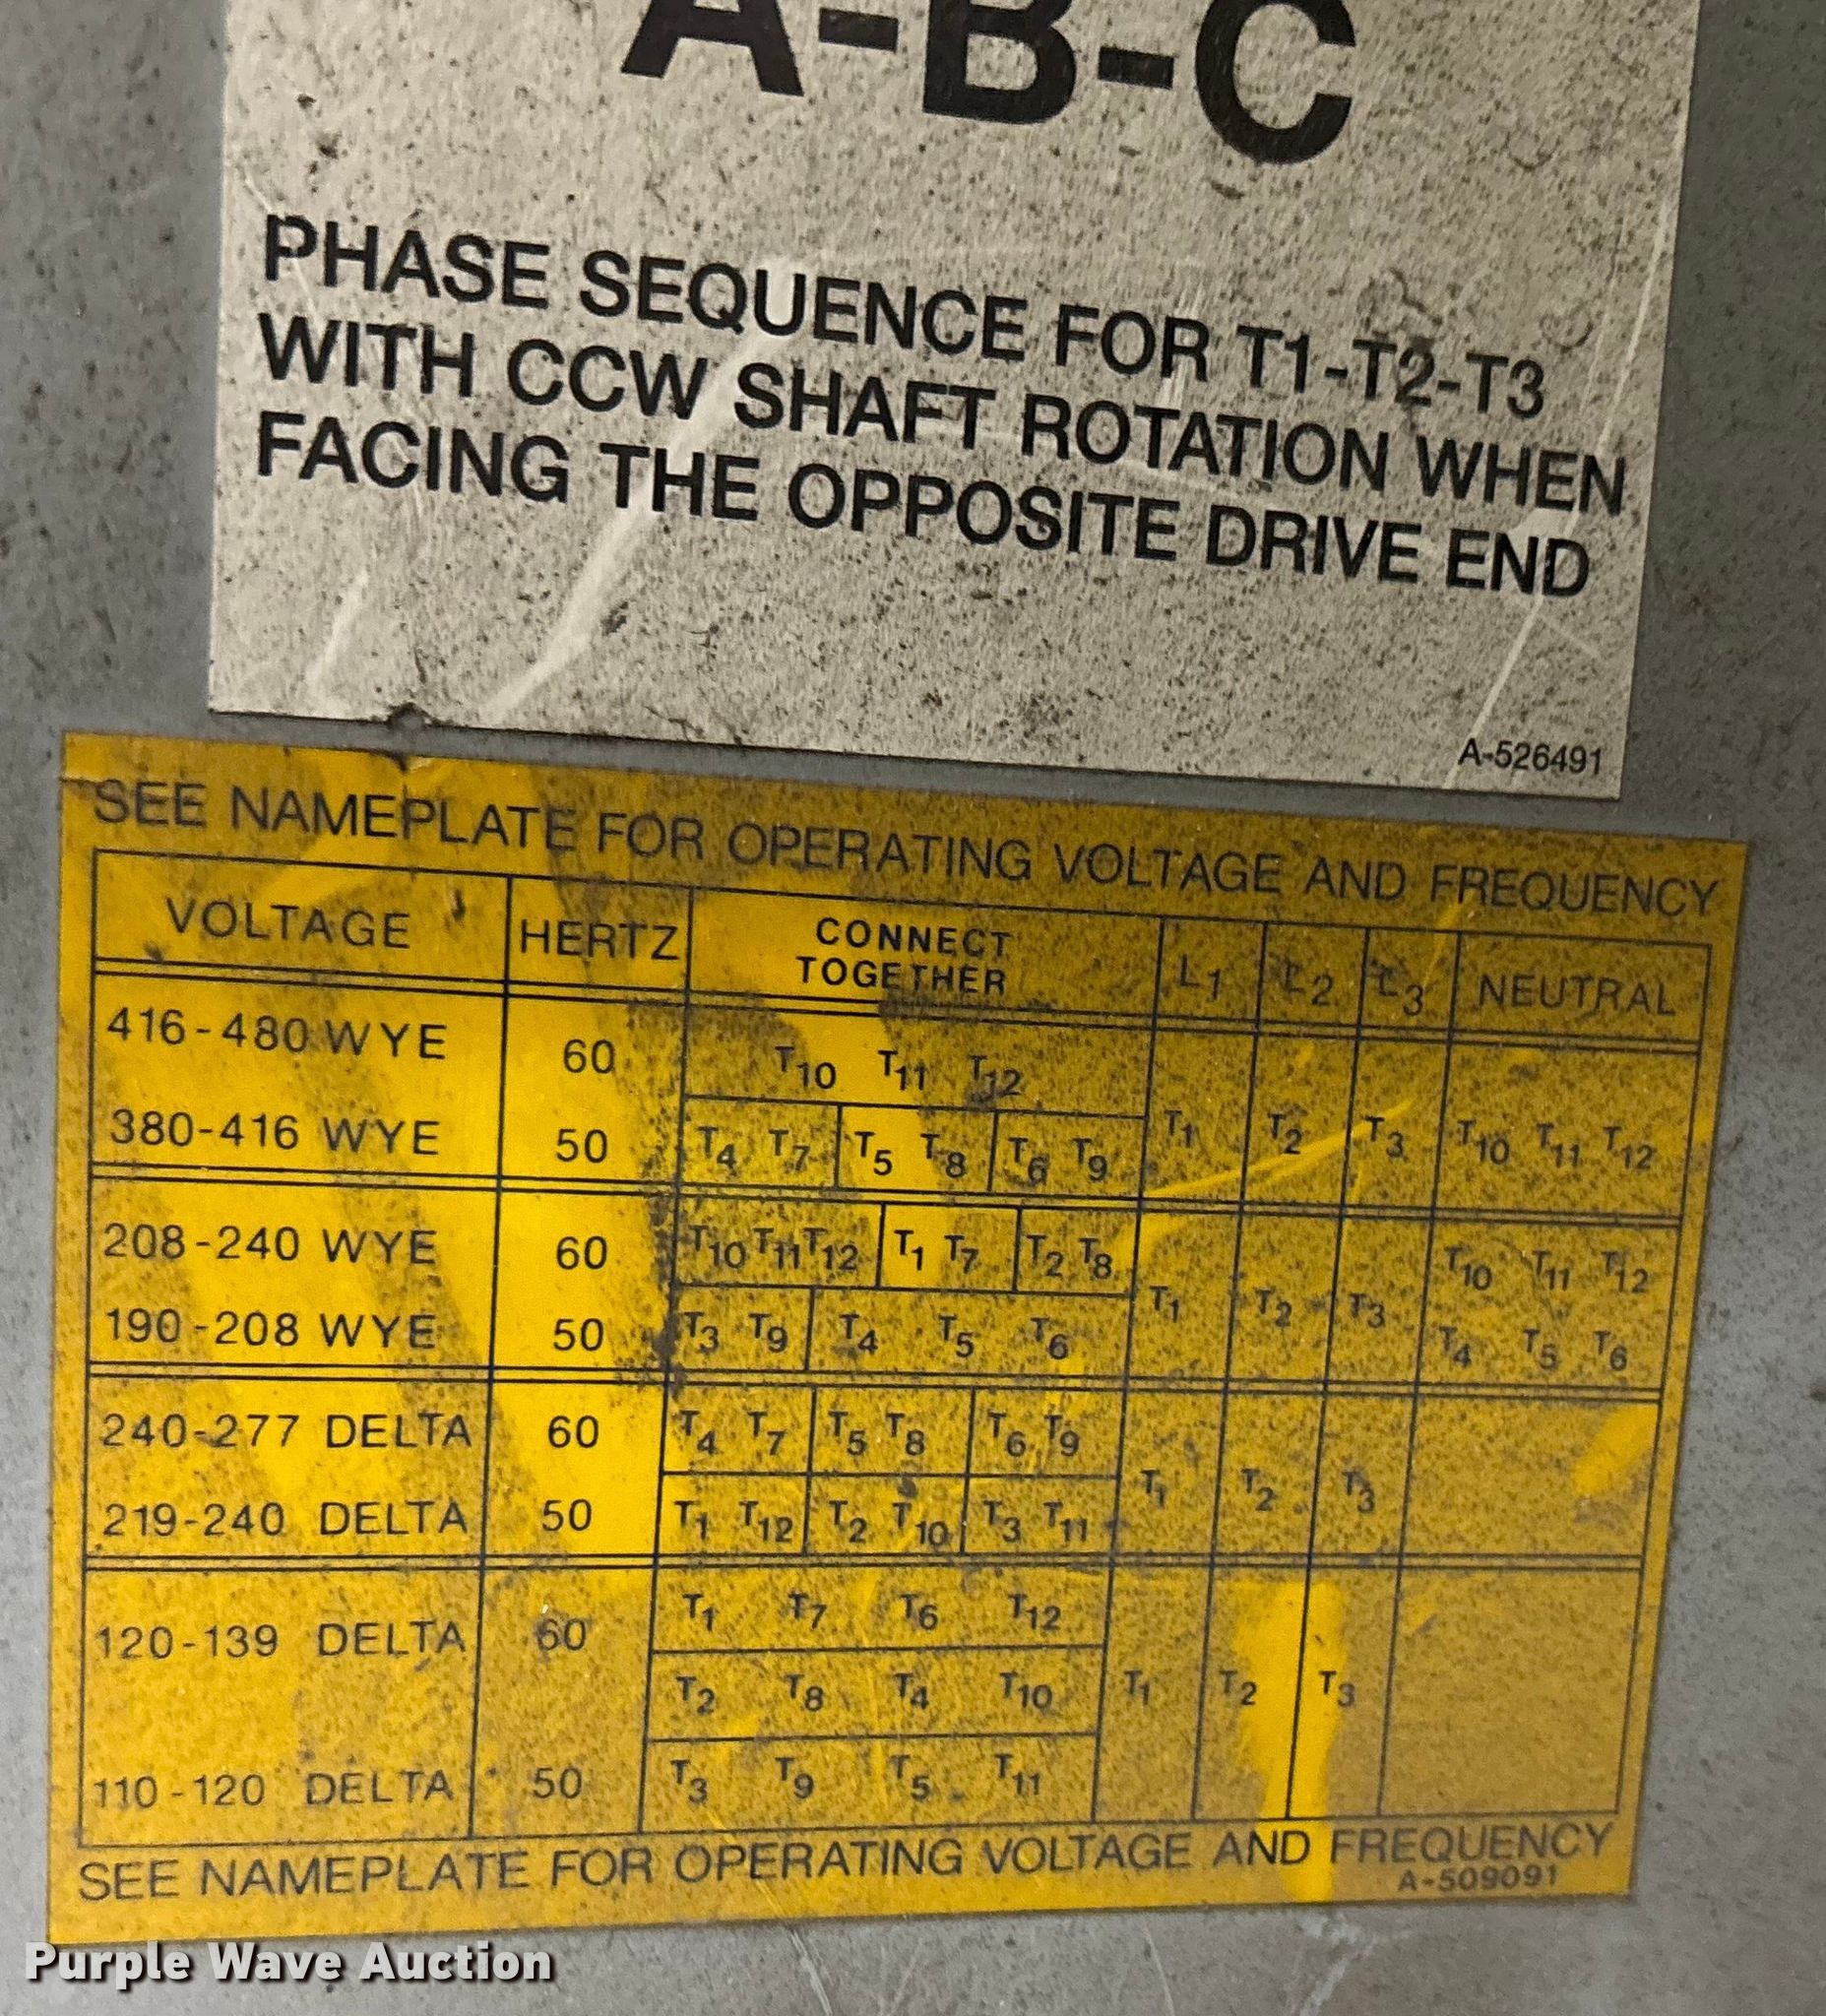 A-B-C
PHASE SEQUENCE FOR T1-T2-T3
WITH CCW SHAFT ROTATION WHEN
FACING THE OPPOSITE DRIVE END
A-526491
SEE NAMEPLATE FOR OPERATING VOLTAGE AND FREQUENCY
VOLTAGE HERTZ CONNECT TOGETHER L1 L2 L3 NEUTRAL
416-480 WYE 60 T10 T11 T12
380-416 WYE 50 T4 T7 T5 T8 T6 T9 T1 T2 T3 T10 T11 T12
208-240 WYE 60 T10 T11 T12 T1 T7 T2 T8 T10 T11 T12
T1 T2 T3
190-208 WYE 50 T3 T9 T4 T5 T6 T4 T5 T6
240-277 DELTA 60 T4 T7 T5 T8 T6 T9
T1 T2 T3
219-240 DELTA 50 T1 T12 T2 T10 T3 T11
120-139 DELTA 60 T1 T7 T6 T12
T2 T8 T4 T10 T1 T2 T3
110-120 DELTA 50 T3 T9 T5 T11
SEE NAMEPLATE FOR OPERATING VOLTAGE AND FREQUENCY
A-509091
Purple Wave Auction